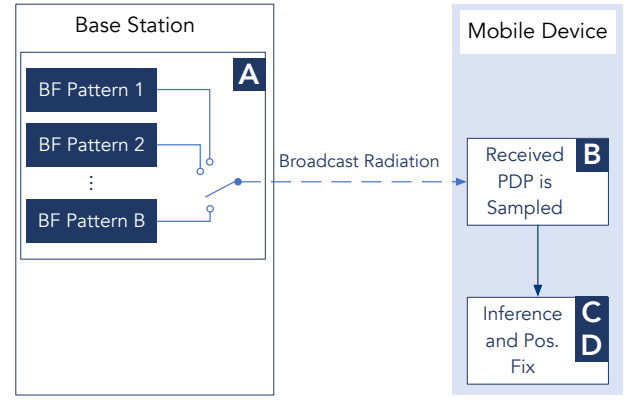 Base Station
A
BF Pattern 1
BF Pattern 2
⋮
BF Pattern B
Broadcast Radiation
Mobile Device
Received
PDP is
Sampled
B
Inference
and Pos.
Fix
C
D